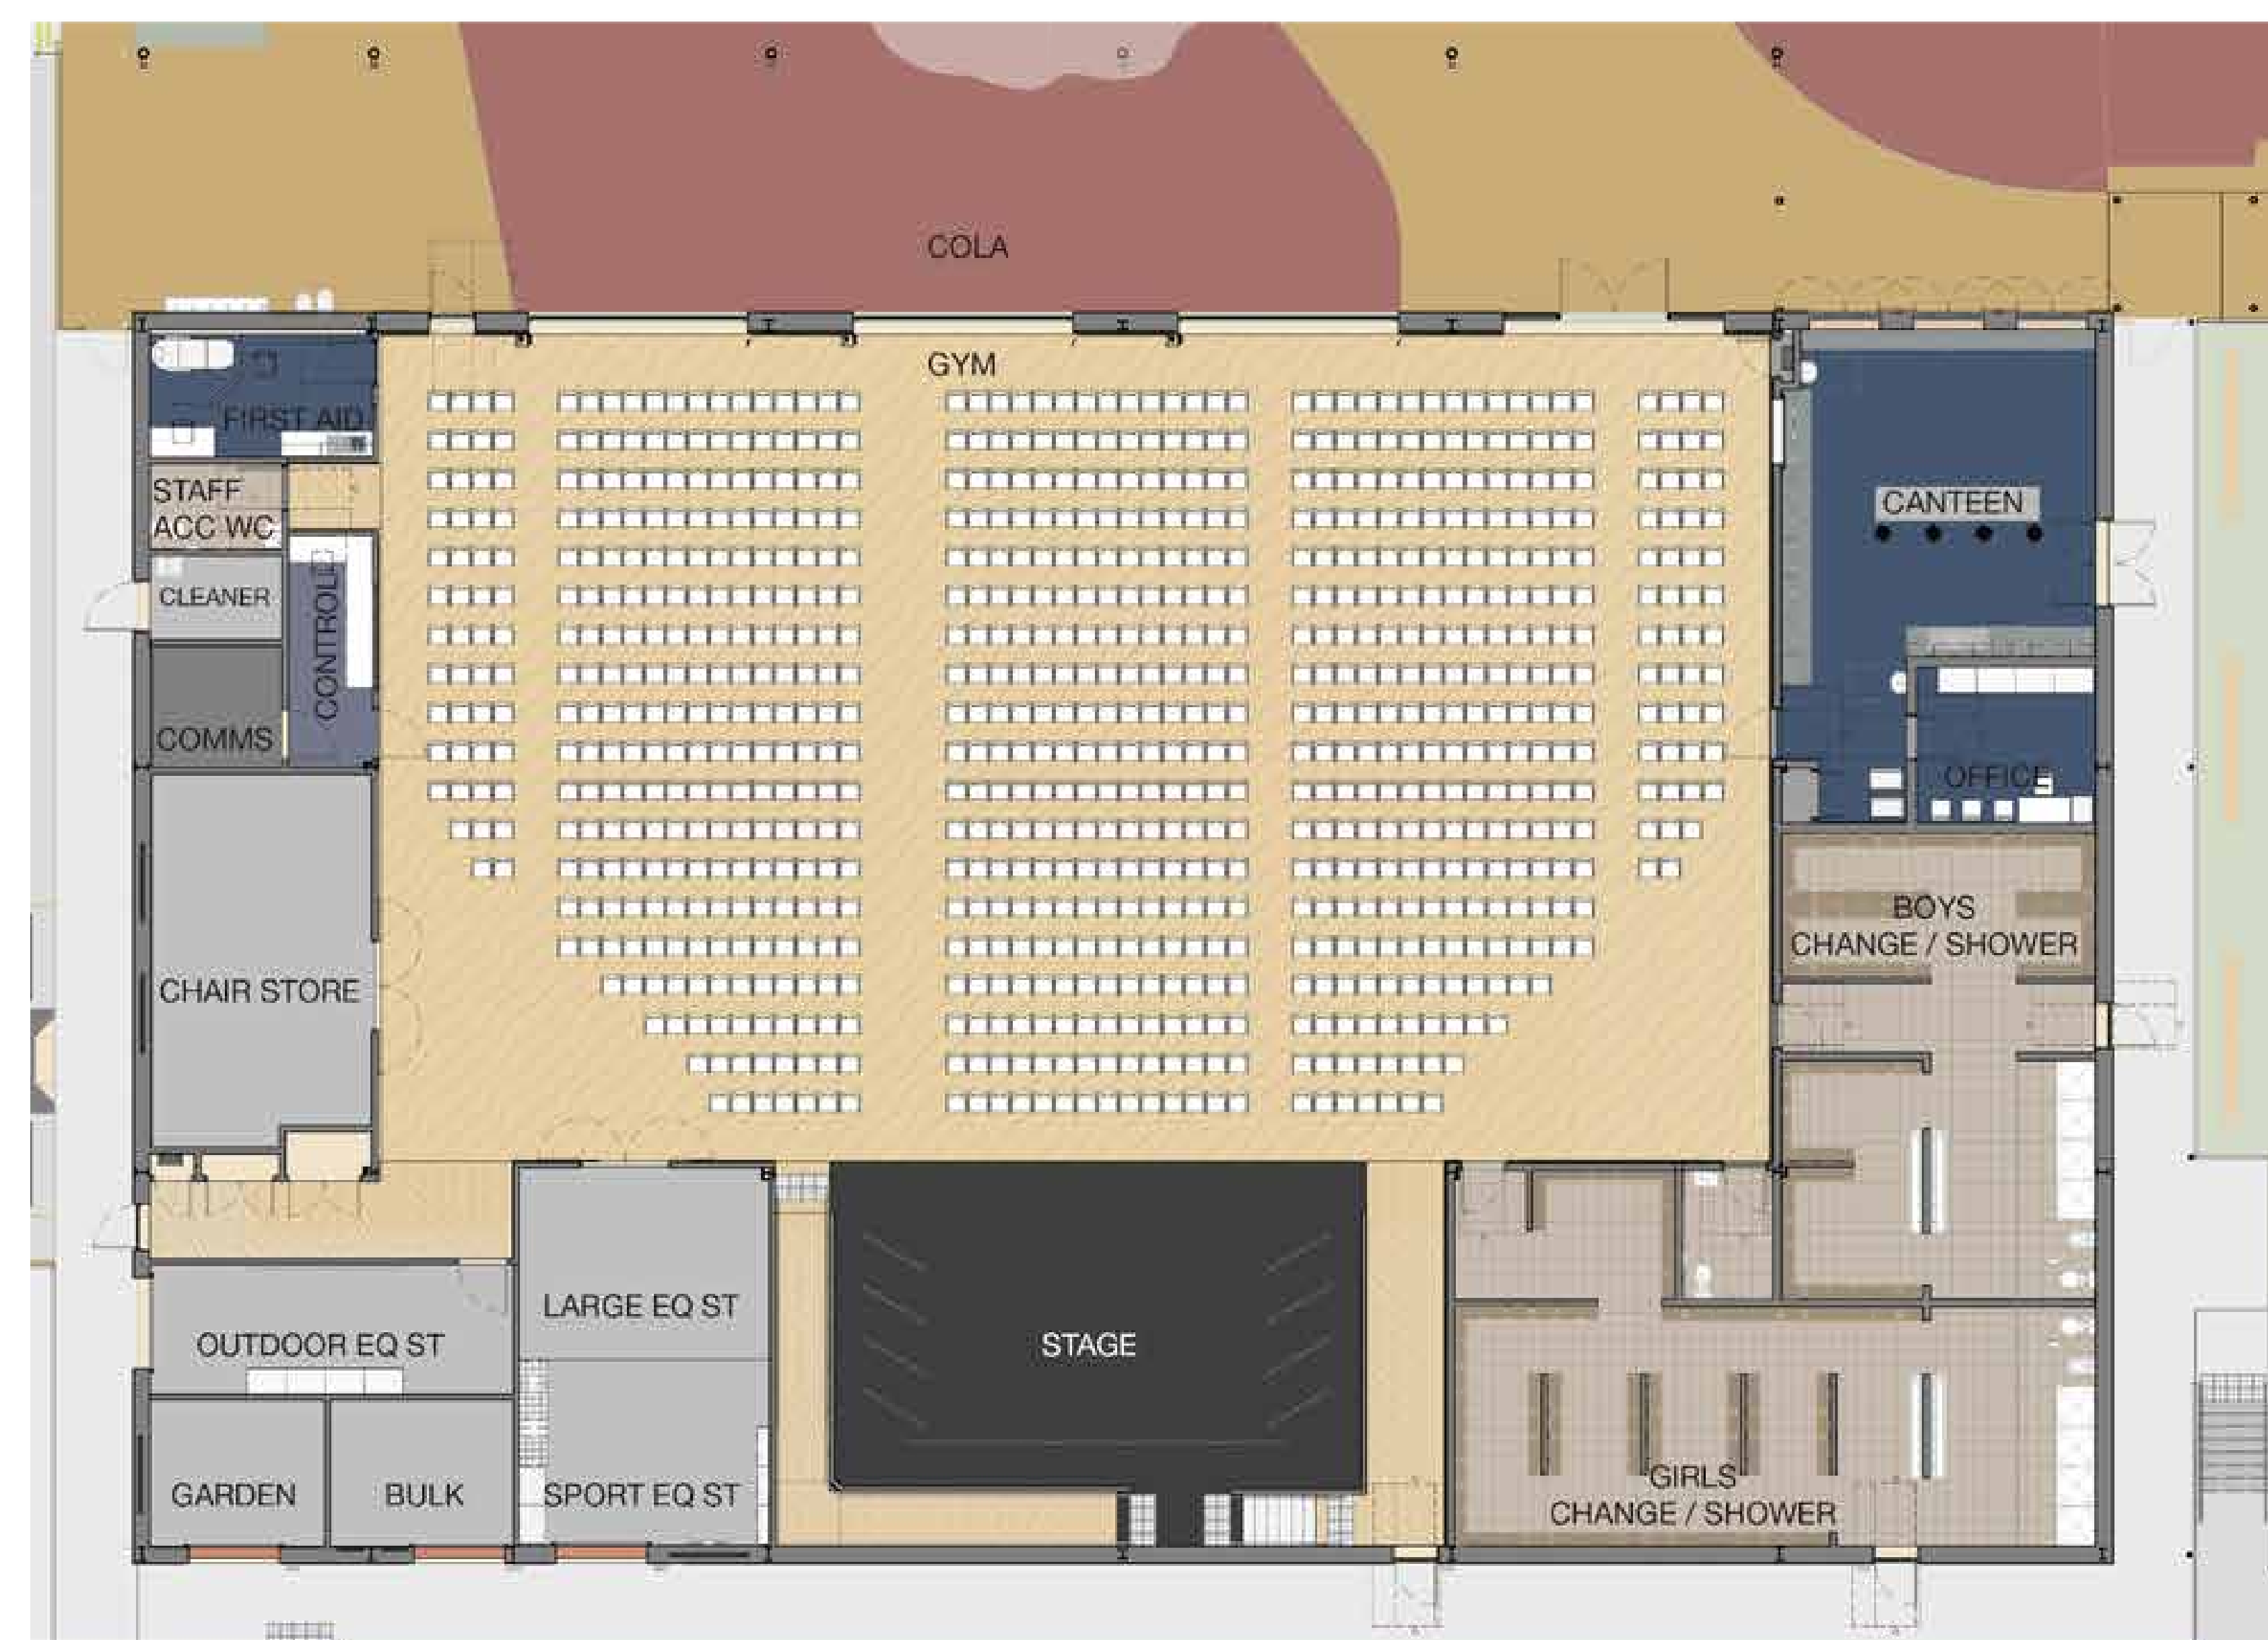 COLA
GYM
FIRST AID
STAFF
ACC WC
CANTEEN
CLEANER
CONTROL
COMMS
OFFICE
BOYS
CHANGE / SHOWER
CHAIR STORE
LARGE EQ ST
OUTDOOR EQ ST
STAGE
GARDEN
BULK
SPORT EQ ST
GIRLS
CHANGE / SHOWER